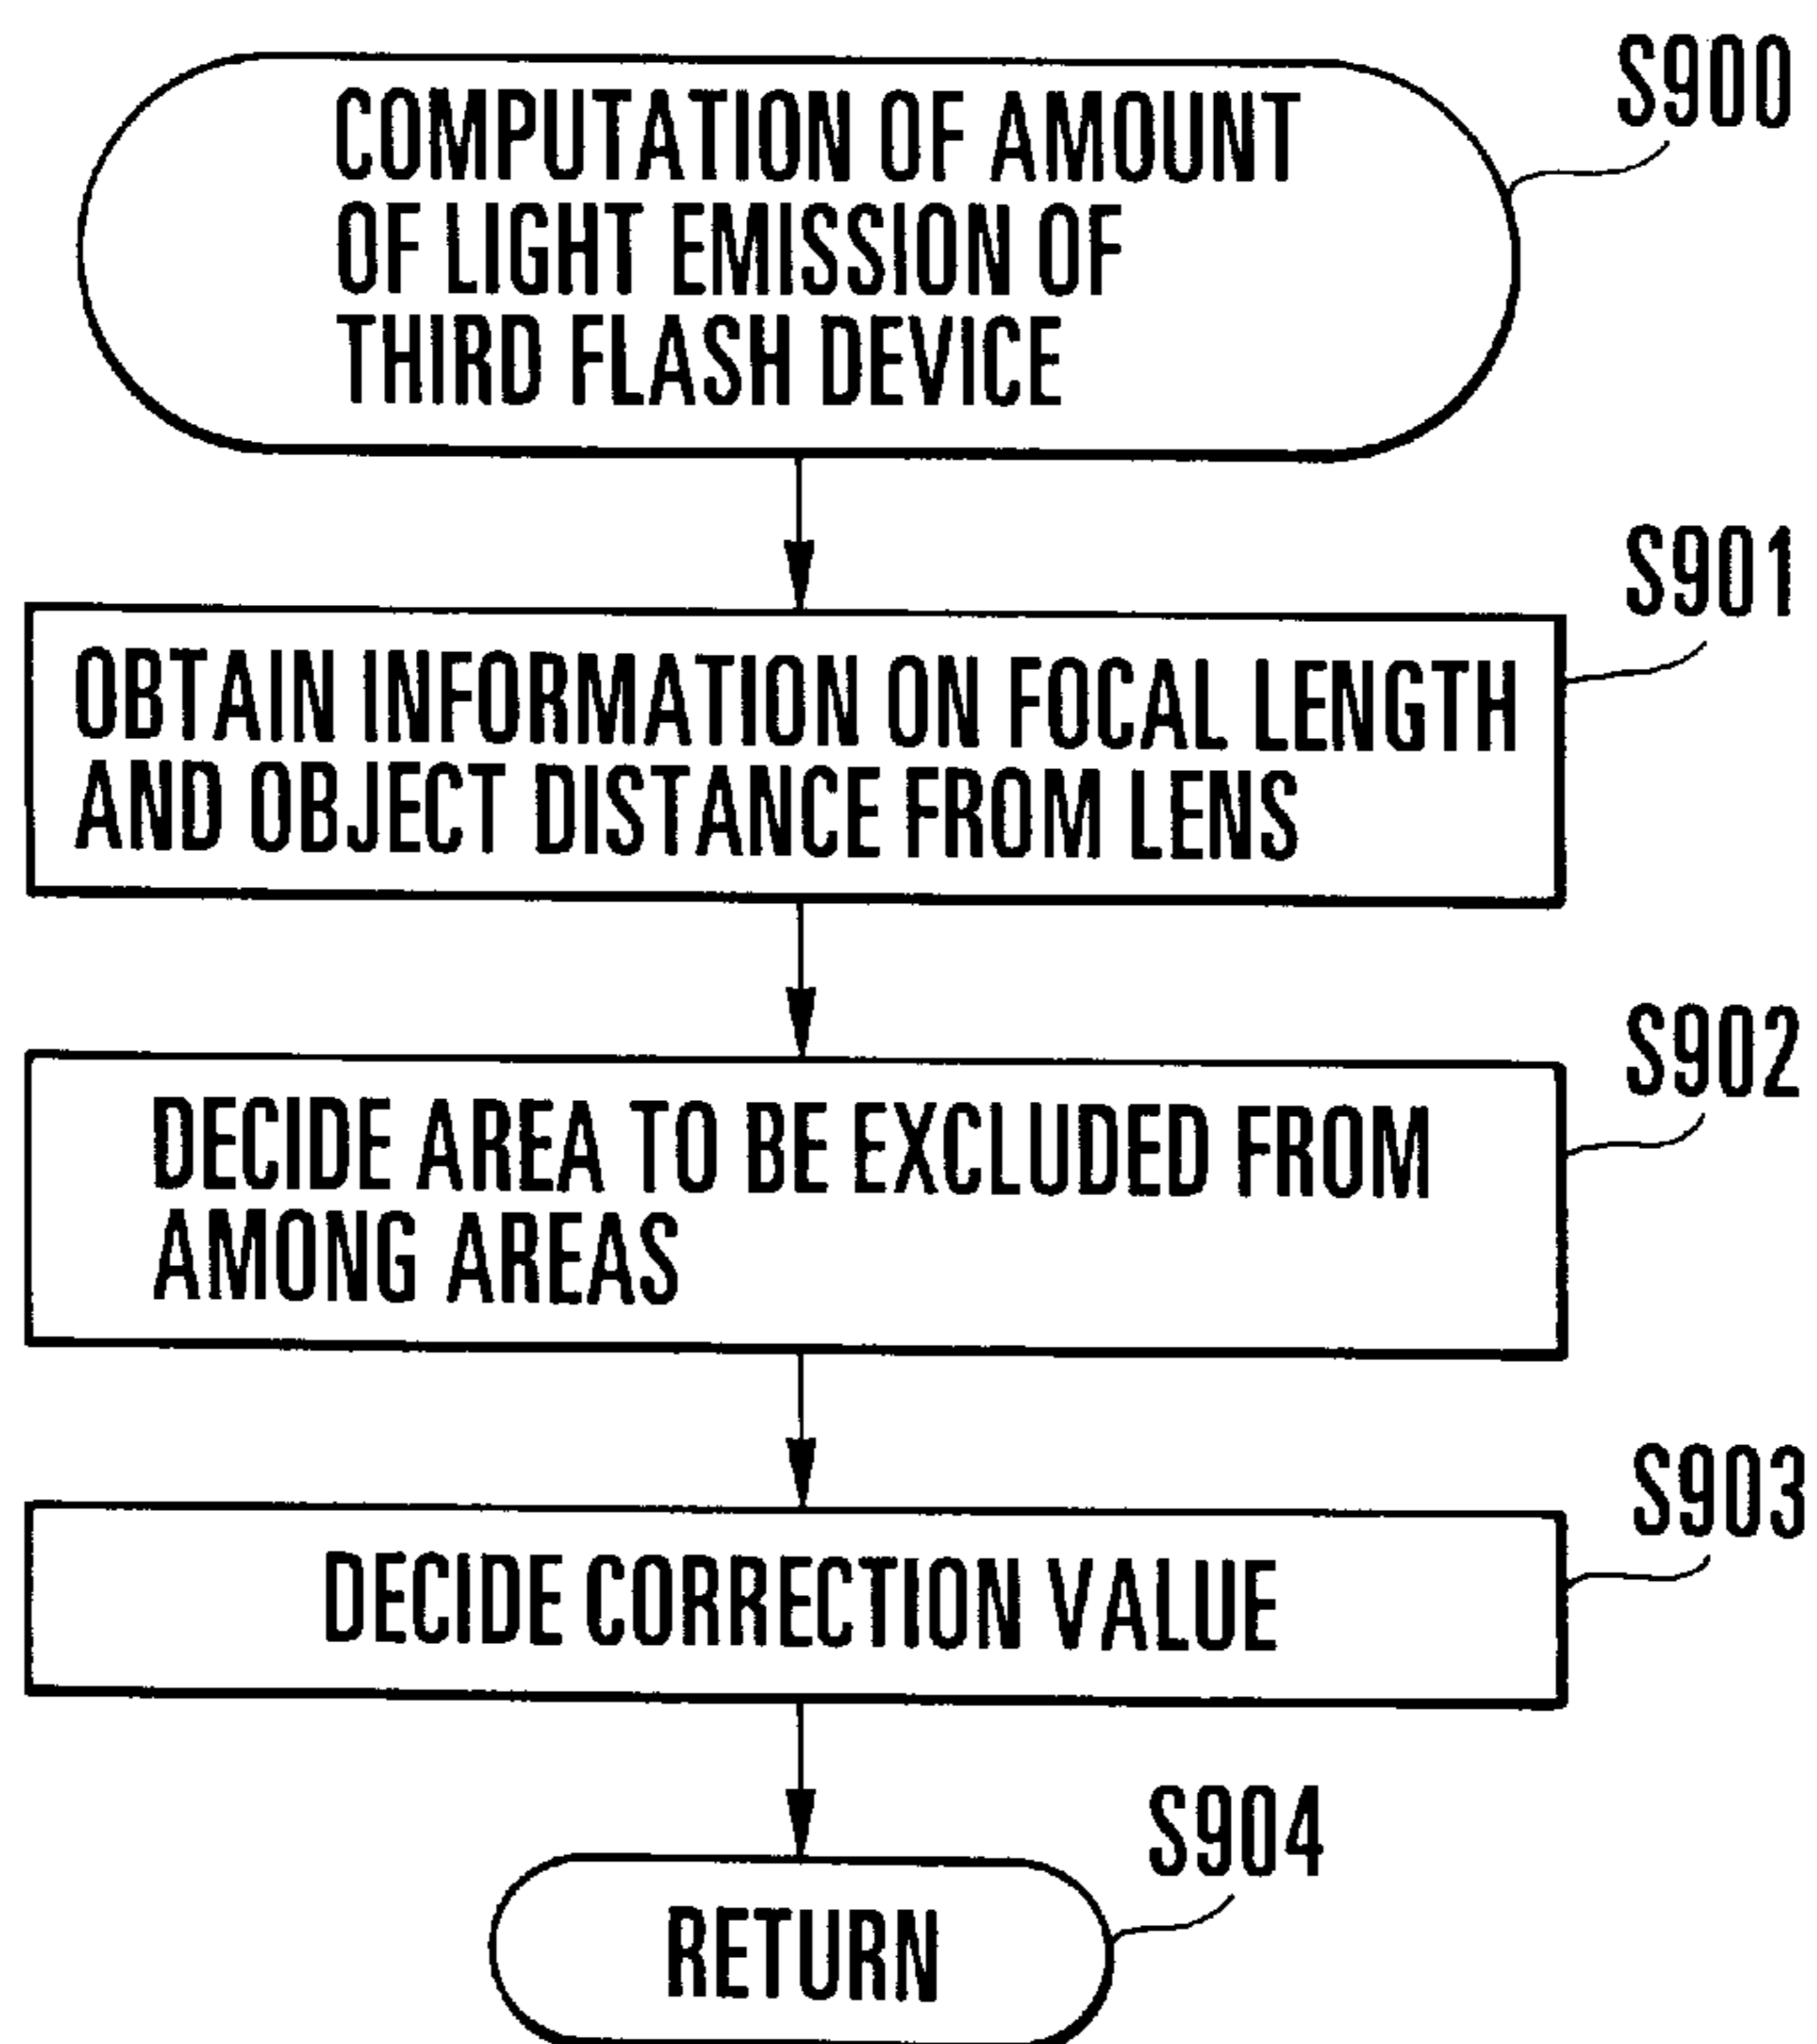 S900
COMPUTATION OF AMOUNT
OF LIGHT EMISSION OF
THIRD FLASH DEVICE
S901
OBTAIN INFORMATION ON FOCAL LENGTH
AND OBJECT DISTANCE FROM LENS
S902
DECIDE AREA TO BE EXCLUDED FROM
AMONG AREAS
S903
DECIDE CORRECTION VALUE
S904
RETURN